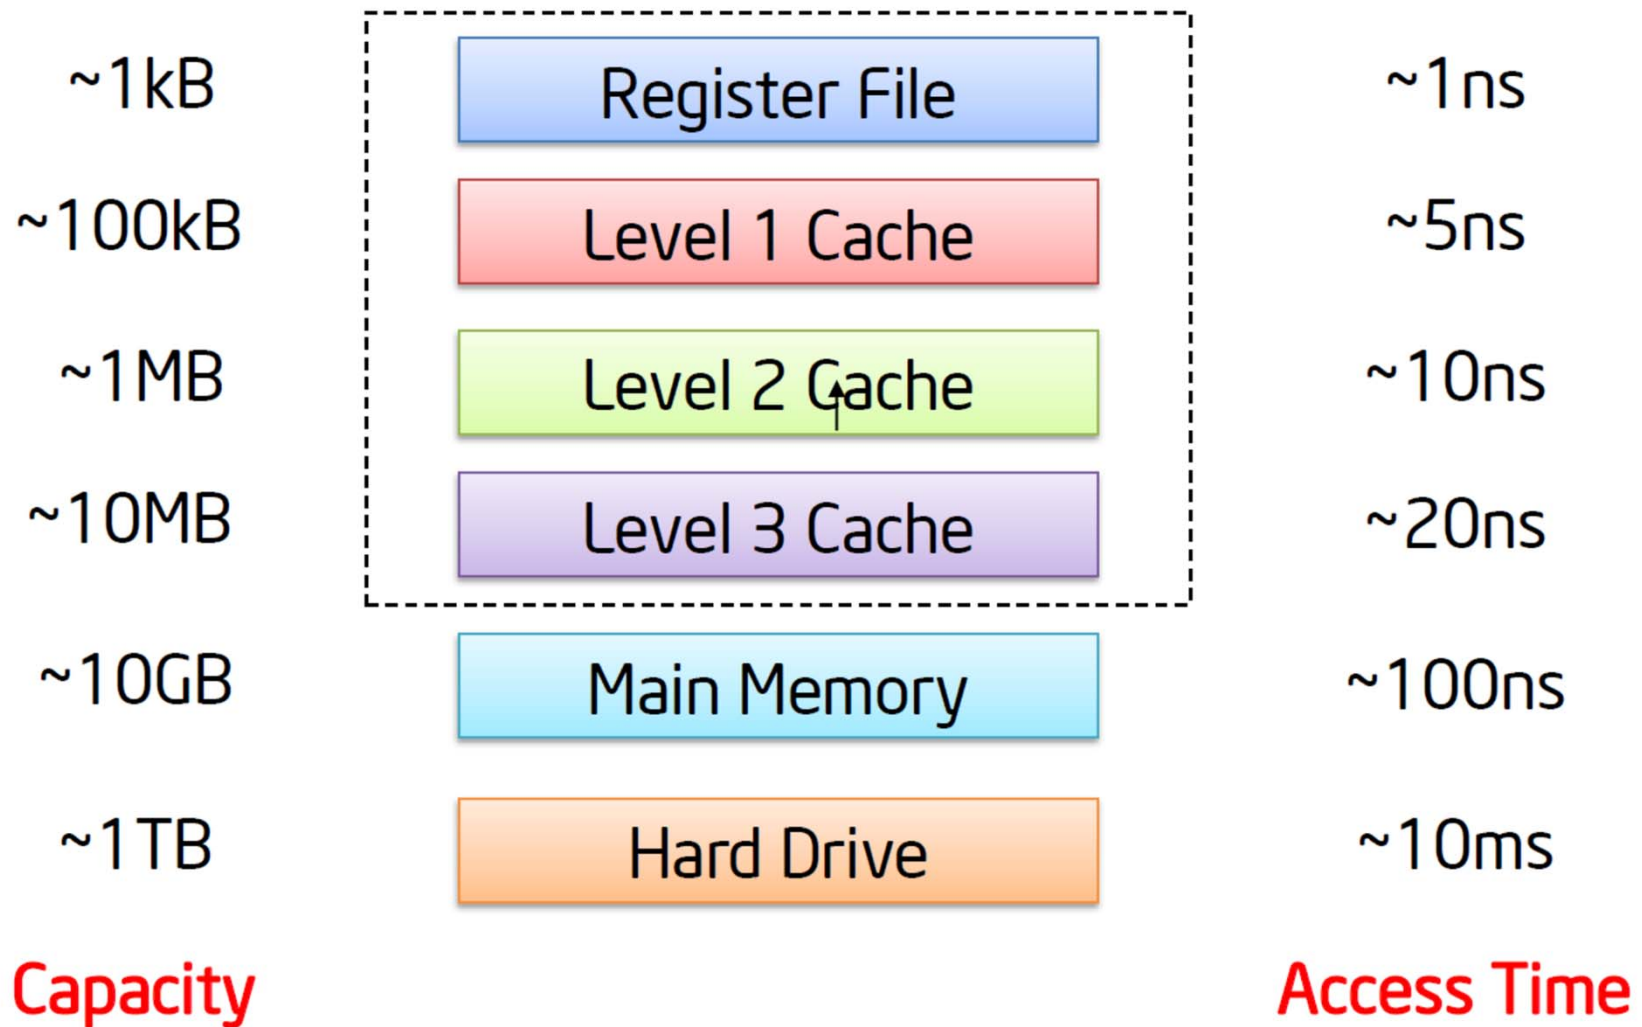 ~1kB Register File ~1ns
~100kB Level 1 Cache ~5ns
~1MB Level 2 Cache ~10ns
~10MB Level 3 Cache ~20ns
~10GB Main Memory ~100ns
~1TB Hard Drive ~10ms
Capacity Access Time